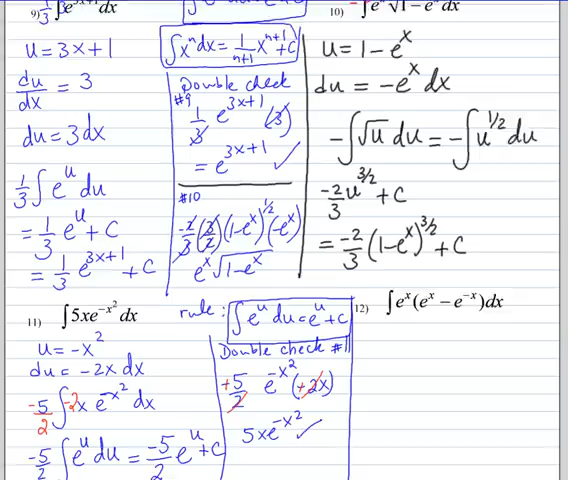 9) 1/3 ∫3e^(3x+1) dx
u = 3x+1
du/dx = 3
du = 3dx
1/3 ∫ e^u du
= 1/3 e^u + C
= 1/3 e^(3x+1) + C
∫x^n dx = 1/(n+1) x^(n+1) + C
Double check
#9
1/3 e^(3x+1) (3)
= e^(3x+1) ✓
#10
-2/3 (3/2) (1-e^x)^(1/2) (-e^x)
e^x √(1-e^x)
10) -∫e^x √(1-e^x) dx
u = 1-e^x
du = -e^x dx
-∫√u du = -∫u^(1/2) du
-2/3 u^(3/2) + C
= -2/3 (1-e^x)^(3/2) + C
11) ∫5xe^(-x²) dx
u = -x²
du = -2x dx
-5/2 ∫-2x e^(-x²) dx
-5/2 ∫e^u du = -5/2 e^u + C
rule: ∫e^u du = e^u + C
Double check #11
+5/2 e^(-x²) (+2x)
5xe^(-x²) ✓
12) ∫e^x(e^x - e^(-x))dx